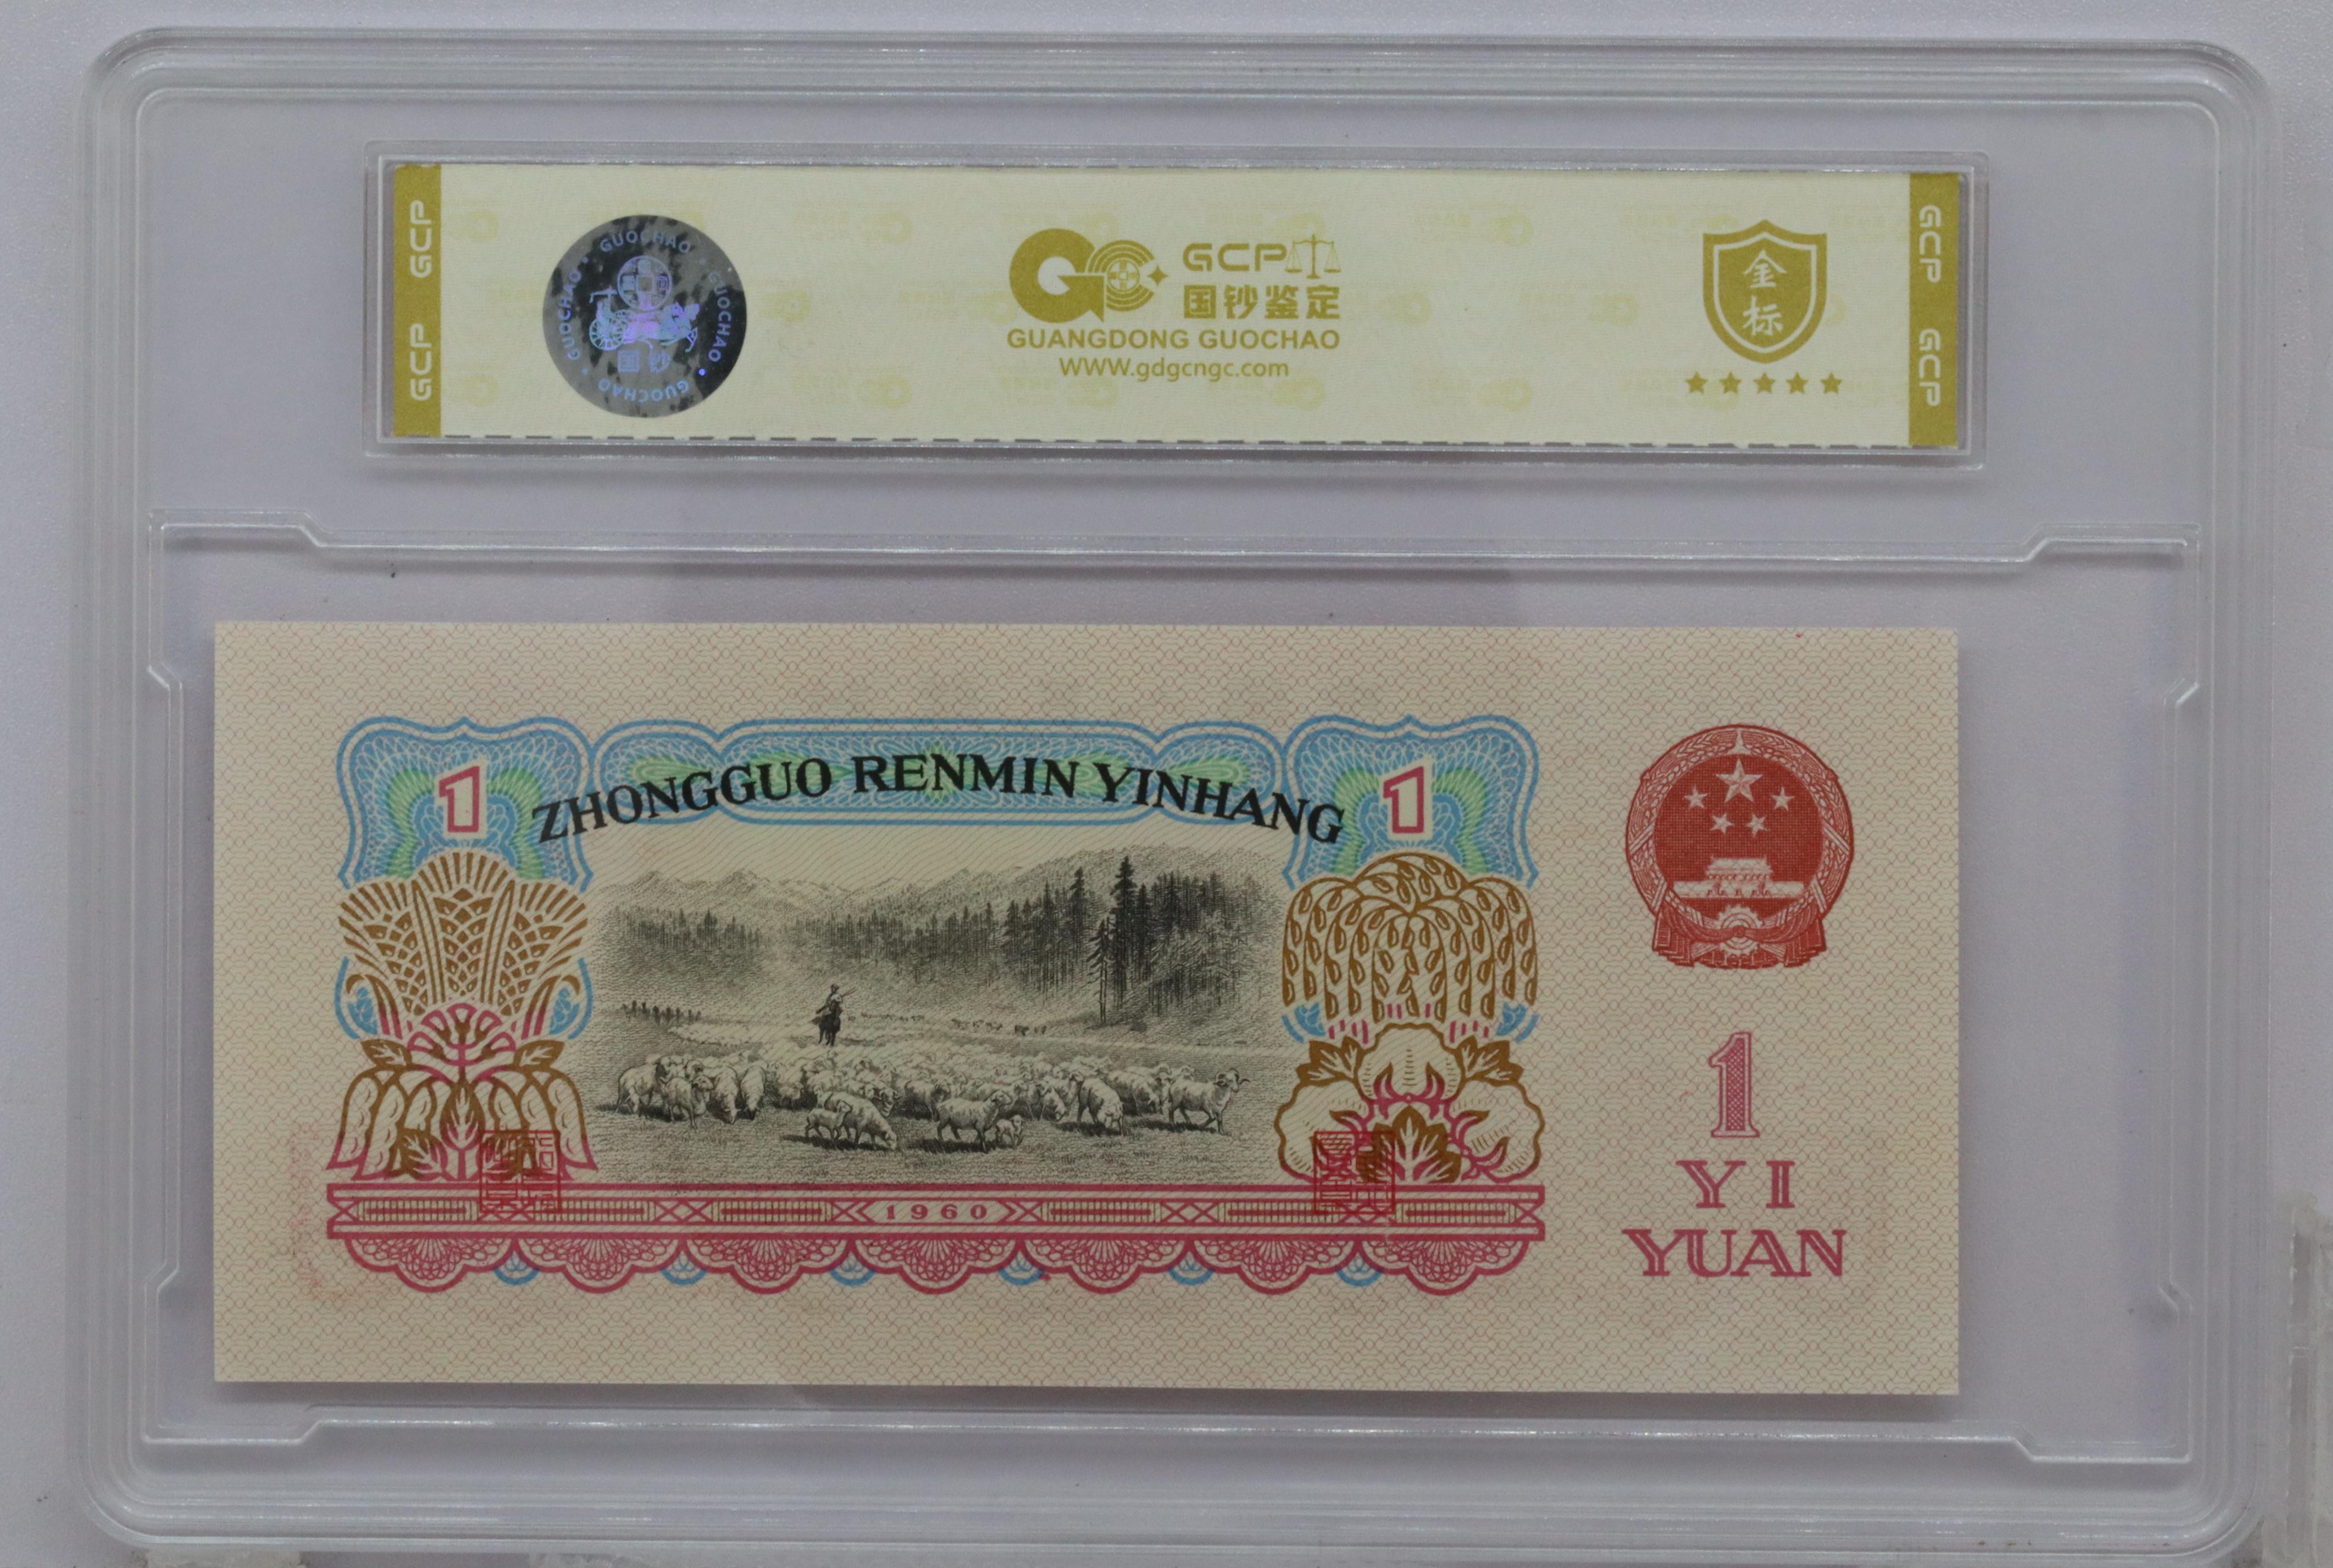 GCP GCP
GUOCHAO • GUOCHAO • GUOCHAO • GUOCHAO
国钞
GCP
国钞鉴定
GUANGDONG GUOCHAO
WWW.gdgcngc.com
金
标
GCP GCP
1 ZHONGGUO RENMIN YINHANG 1
1960
1
YI
YUAN